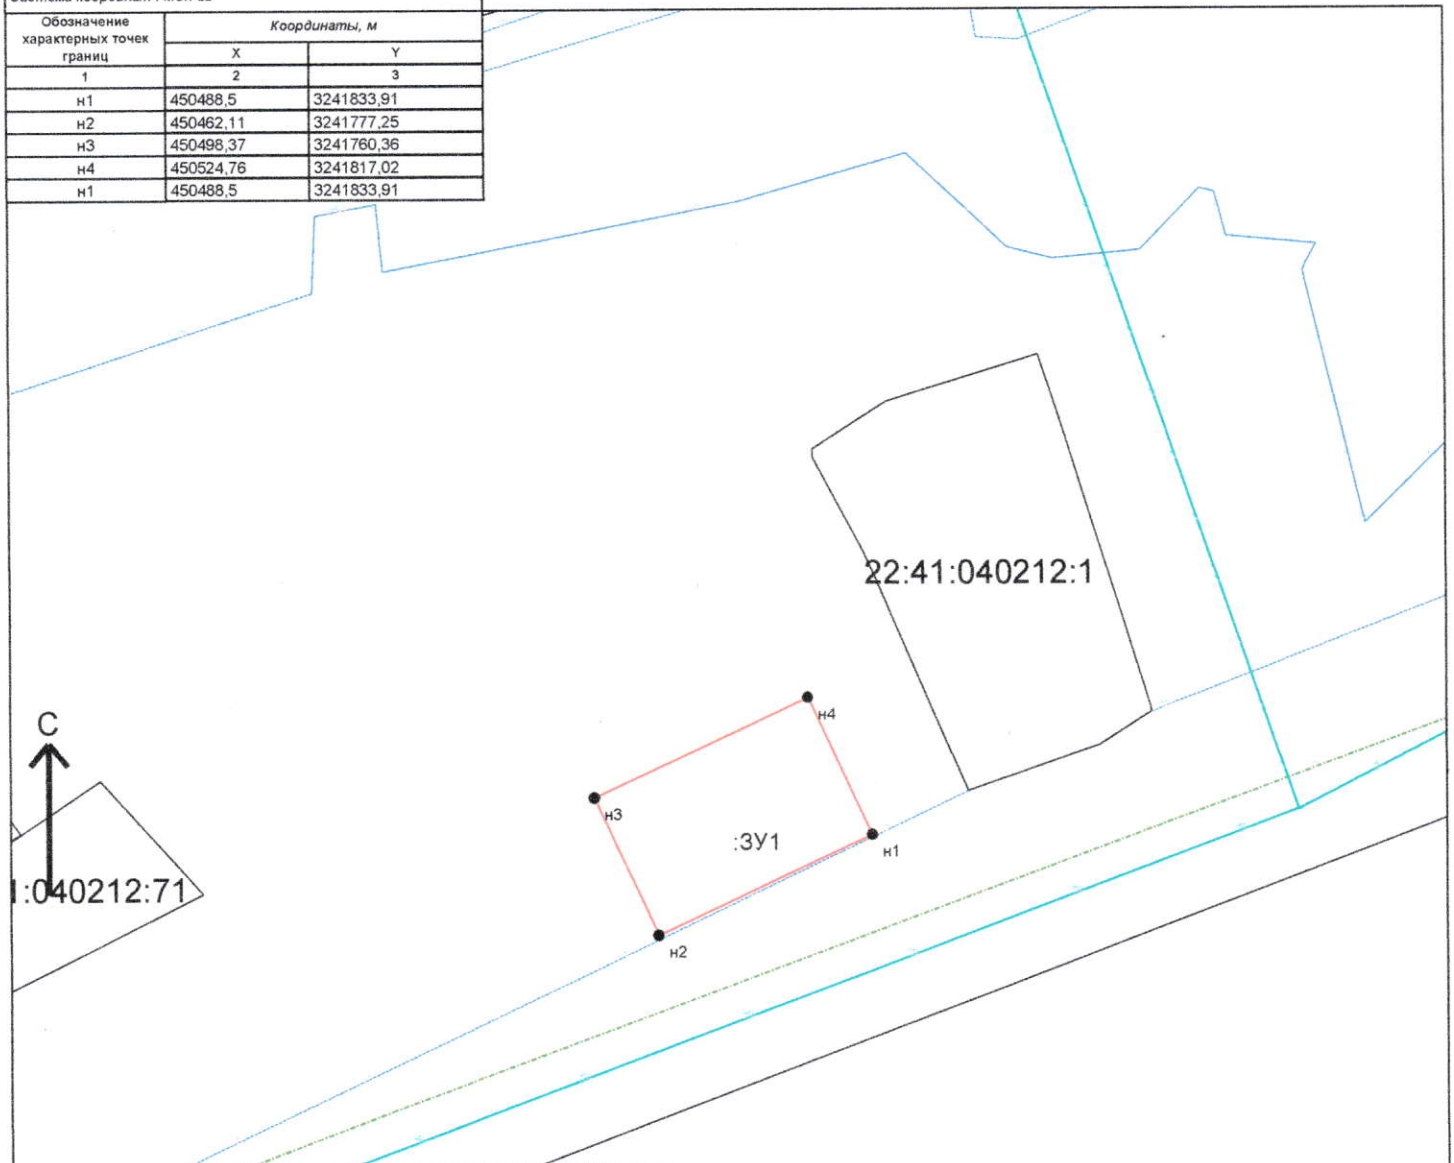 Обозначение
характерных точек
границ
Координаты, м
X
Y
1
2
3
н1 450488,5 3241833,91
н2 450462,11 3241777,25
н3 450498,37 3241760,36
н4 450524,76 3241817,02
н1 450488,5 3241833,91
22:41:040212:1
С
н4
н3
:ЗУ1
н1
1:040212:71
н2